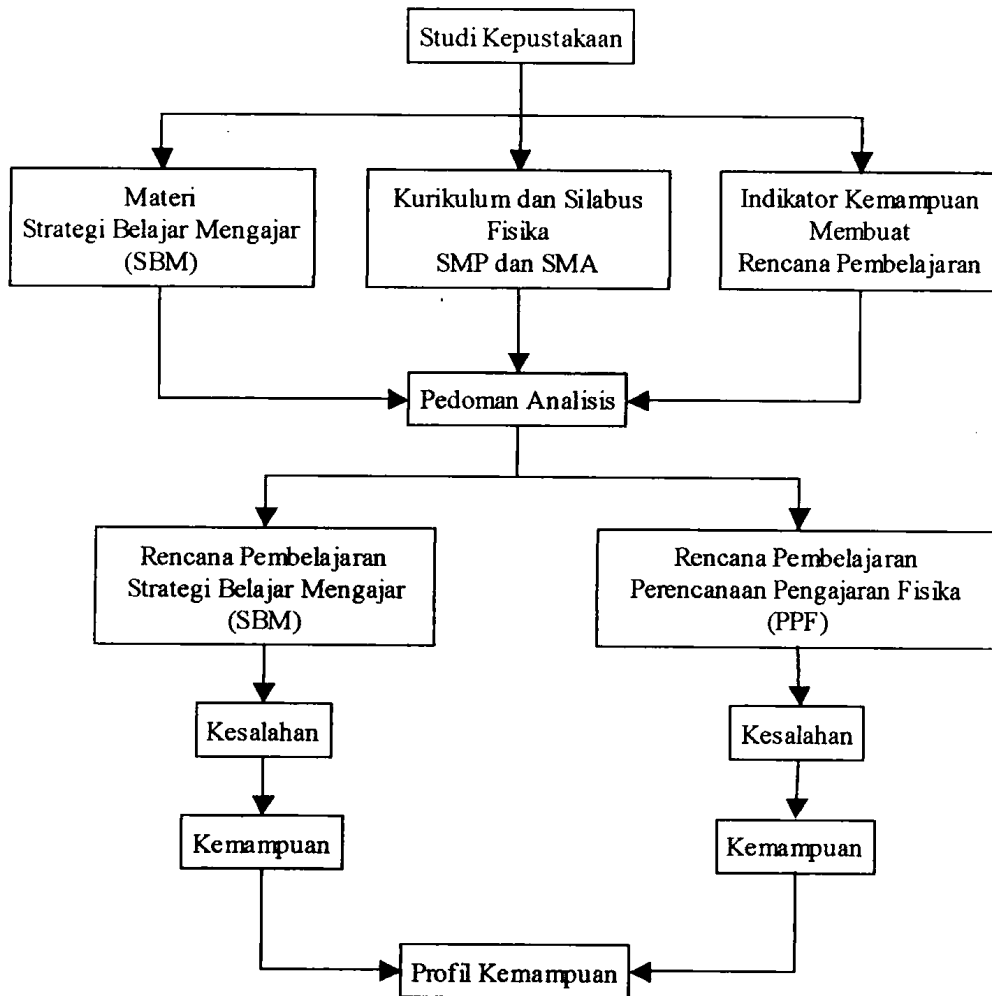 Studi Kepustakaan
Materi
Strategi Belajar Mengajar
(SBM)
Kurikulum dan Silabus
Fisika
SMP dan SMA
Indikator Kemampuan
Membuat
Rencana Pembelajaran
Pedoman Analisis
Rencana Pembelajaran
Strategi Belajar Mengajar
(SBM)
Rencana Pembelajaran
Perencanaan Pengajaran Fisika
(PPF)
Kesalahan
Kesalahan
Kemampuan
Kemampuan
Profil Kemampuan